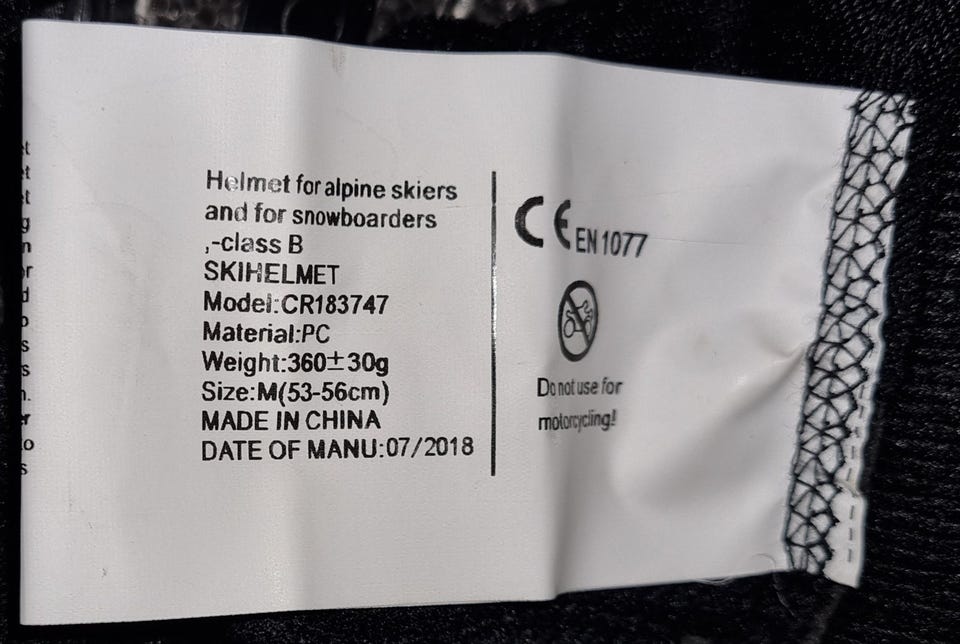 Helmet for alpine skiers
and for snowboarders
,-class B
SKIHELMET
Model:CR183747
Material:PC
Weight:360±30g
Size:M(53-56cm)
MADE IN CHINA
DATE OF MANU:07/2018
CE EN 1077
Do not use for
motorcycling!